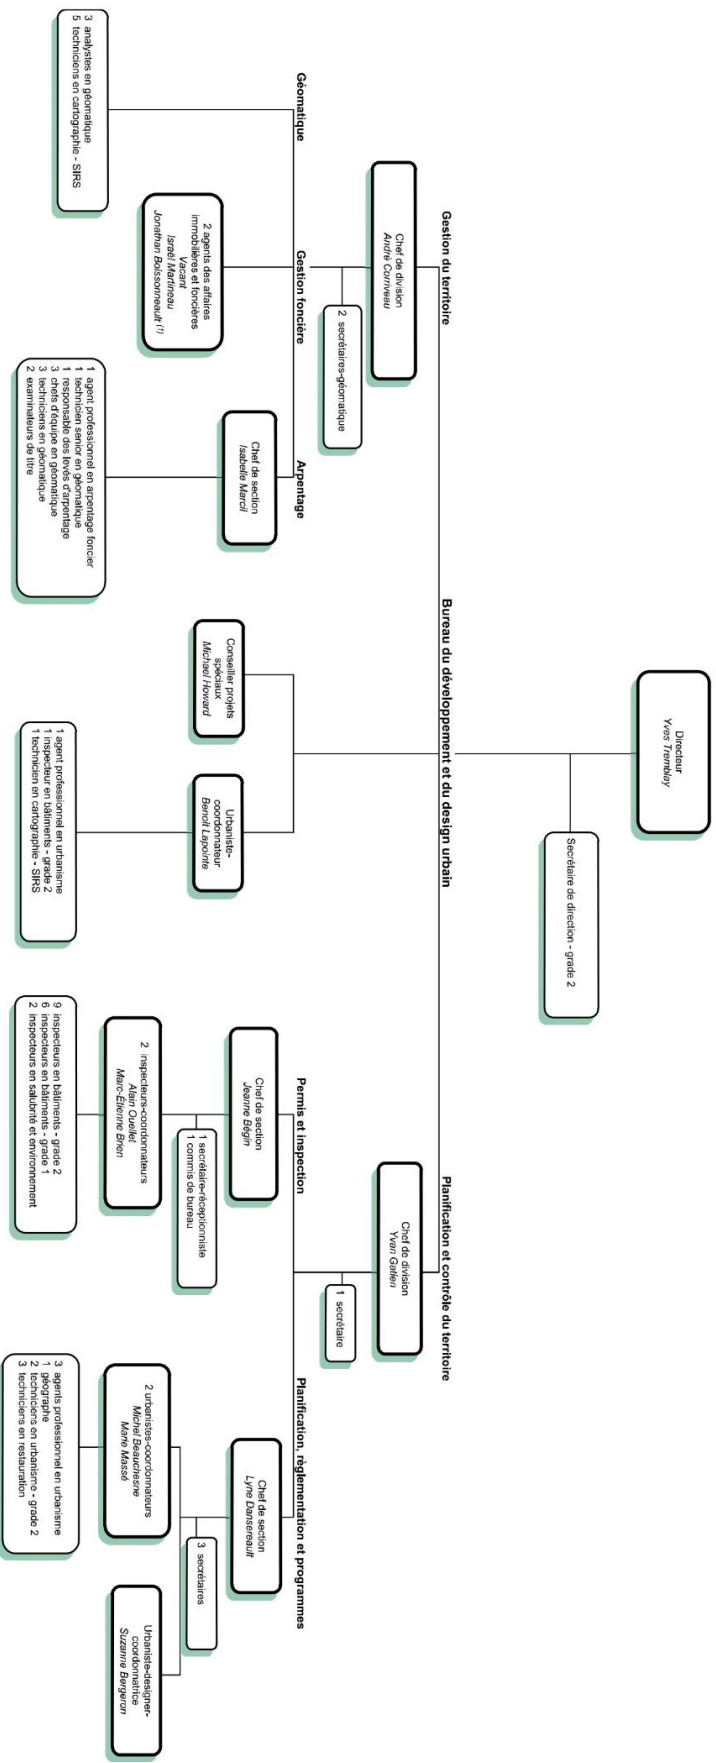 Directeur
Yves Tremblay
Secrétaire de direction - grade 2
Gestion du territoire
Bureau du développement et du design urbain
Planification et contrôle du territoire
Chef de division
André Corriveau
2 secrétaires-géomatique
Chef de division
Yvan Gatien
1 secrétaire
Géomatique
Gestion foncière
Arpentage
Permis et inspection
Planification, règlementation et programmes
3 analystes en géomatique
5 techniciens en cartographie - SIRS
2 agents des affaires
immobilières et foncières
Vacant
Israël Martineau
Jonathan Boissonneault (1)
Chef de section
Isabelle Marcil
1 agent professionnel en arpentage foncier
1 technicien senior en géomatique
1 responsable des levés d'arpentage
3 chefs d'équipe en géomatique
3 techniciens en géomatique
2 examinateurs de titre
Conseiller projets
spéciaux
Michael Howard
Urbaniste-
coordonnateur
Benoit Lapointe
1 agent professionnel en urbanisme
1 inspecteur en bâtiments - grade 2
1 technicien en cartographie - SIRS
Chef de section
Jeanne Bégin
1 secrétaire-réceptionniste
1 commis de bureau
2 inspecteurs-coordonnateurs
Alain Ouellet
Marc-Étienne Brien
9 inspecteurs en bâtiments - grade 2
6 inspecteurs en bâtiments - grade 1
2 inspecteurs en salubrité et environnement
Chef de section
Lyne Dansereault
3 secrétaires
2 urbanistes-coordonnateurs
Michel Beauchesne
Marie Massé
3 agents professionnel en urbanisme
1 géographe
2 techniciens en urbanisme - grade 2
3 techniciens en restauration
Urbaniste-designer-
coordonnatrice
Suzanne Bergeron